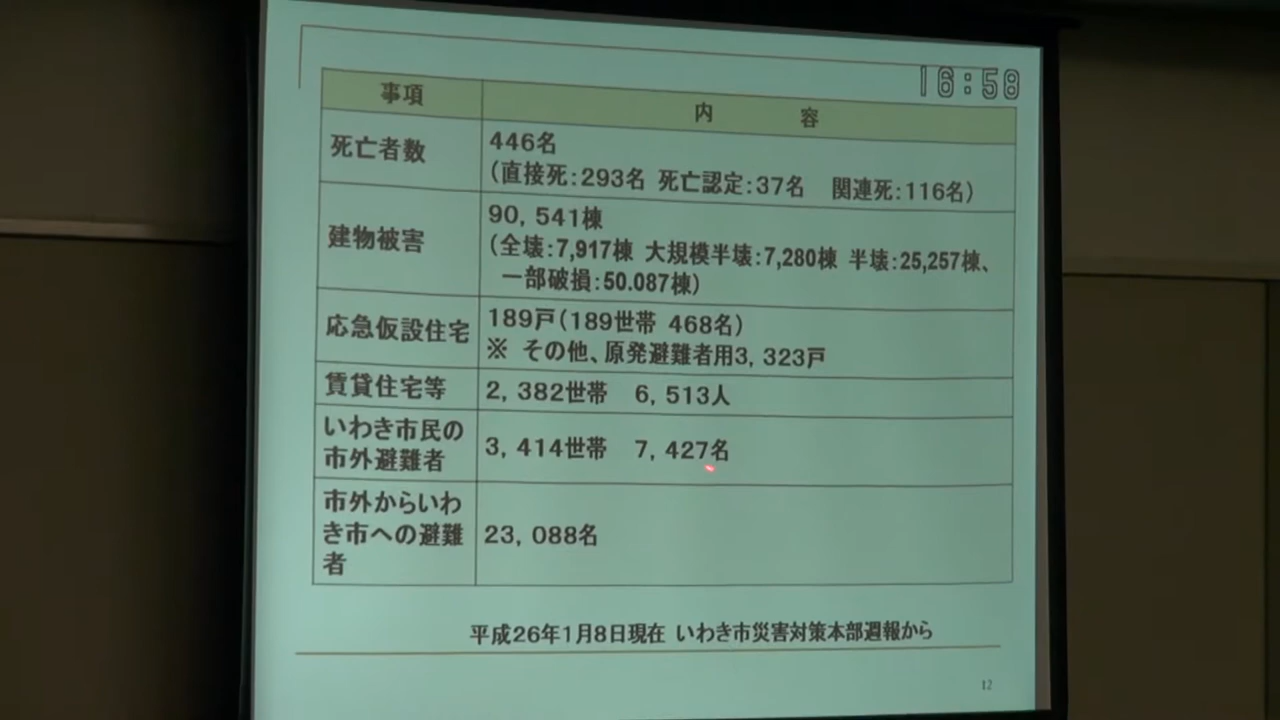 16:58
事項 内 容
死亡者数
446名
(直接死:293名 死亡認定:37名 関連死:116名)
建物被害
90,541棟
(全壊:7,917棟 大規模半壊:7,280棟 半壊:25,257棟、
一部破損:50.087棟)
応急仮設住宅
189戸(189世帯 468名)
※ その他、原発避難者用3,323戸
賃貸住宅等
2,382世帯 6,513人
いわき市民の
市外避難者
3,414世帯 7,427名
市外からいわ
き市への避難
者
23,088名
平成26年1月8日現在 いわき市災害対策本部週報から
12